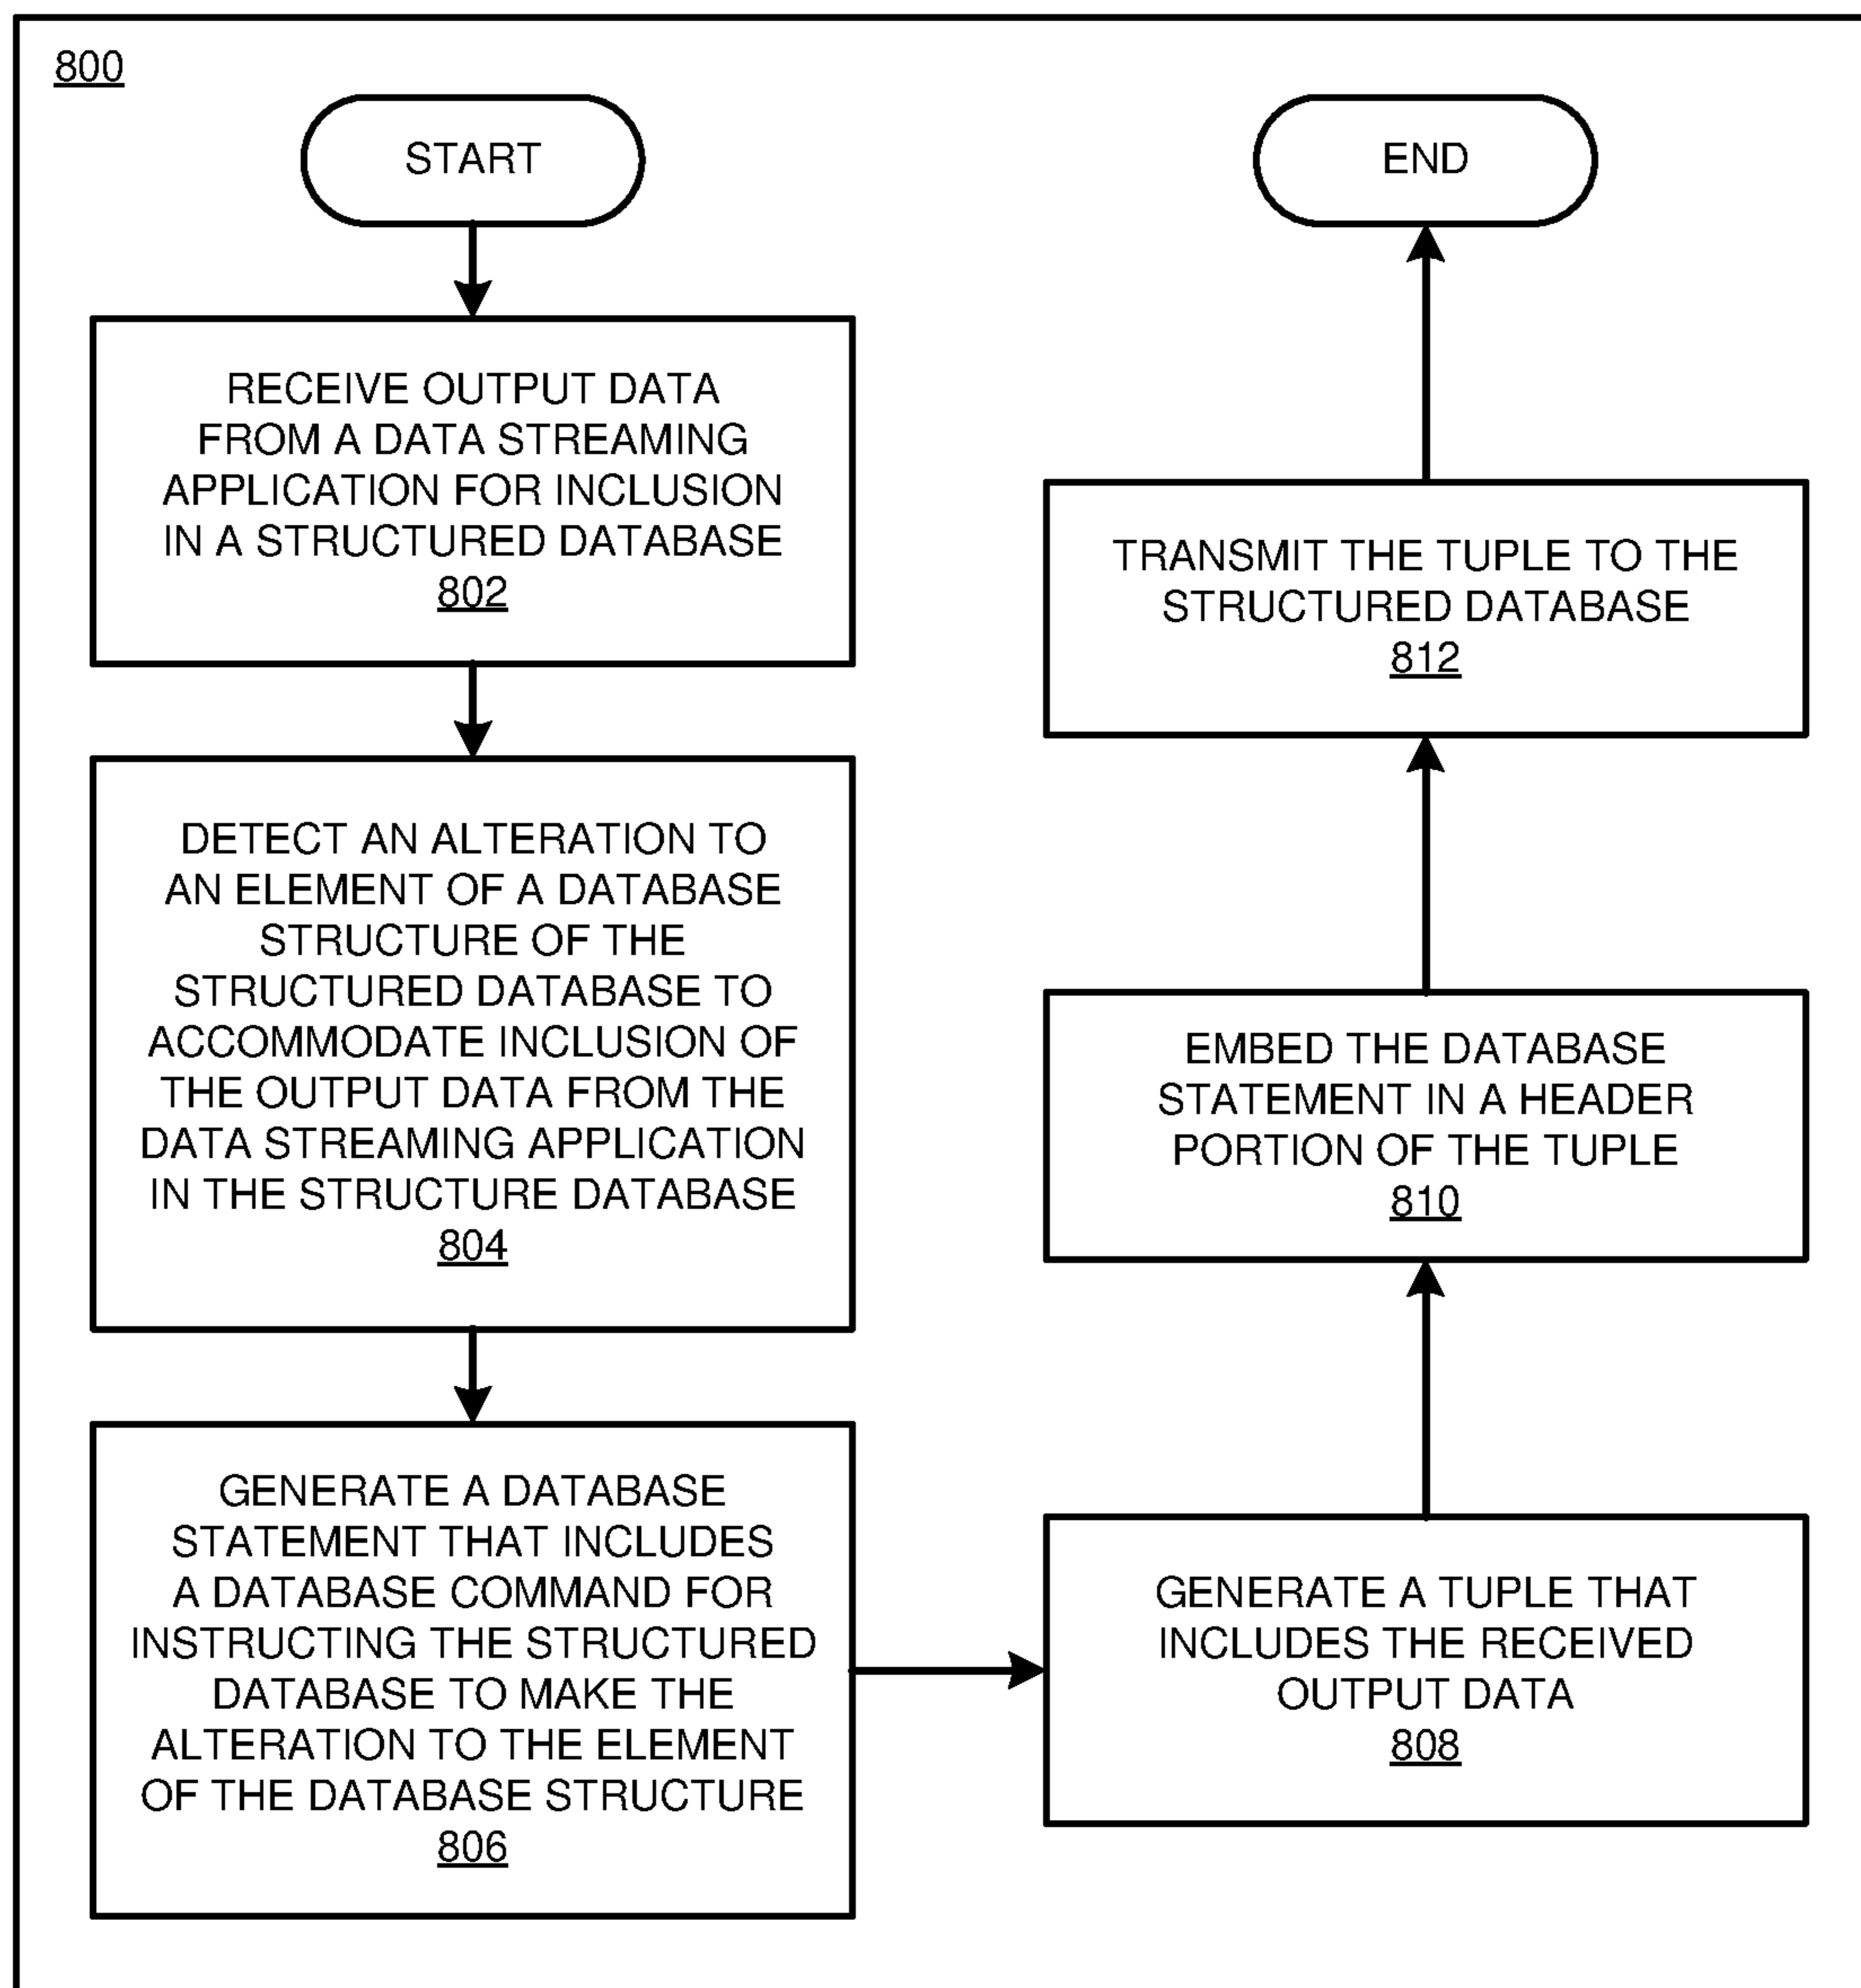 800
START
RECEIVE OUTPUT DATA
FROM A DATA STREAMING
APPLICATION FOR INCLUSION
IN A STRUCTURED DATABASE
802
DETECT AN ALTERATION TO
AN ELEMENT OF A DATABASE
STRUCTURE OF THE
STRUCTURED DATABASE TO
ACCOMMODATE INCLUSION OF
THE OUTPUT DATA FROM THE
DATA STREAMING APPLICATION
IN THE STRUCTURE DATABASE
804
GENERATE A DATABASE
STATEMENT THAT INCLUDES
A DATABASE COMMAND FOR
INSTRUCTING THE STRUCTURED
DATABASE TO MAKE THE
ALTERATION TO THE ELEMENT
OF THE DATABASE STRUCTURE
806
GENERATE A TUPLE THAT
INCLUDES THE RECEIVED
OUTPUT DATA
808
EMBED THE DATABASE
STATEMENT IN A HEADER
PORTION OF THE TUPLE
810
TRANSMIT THE TUPLE TO THE
STRUCTURED DATABASE
812
END